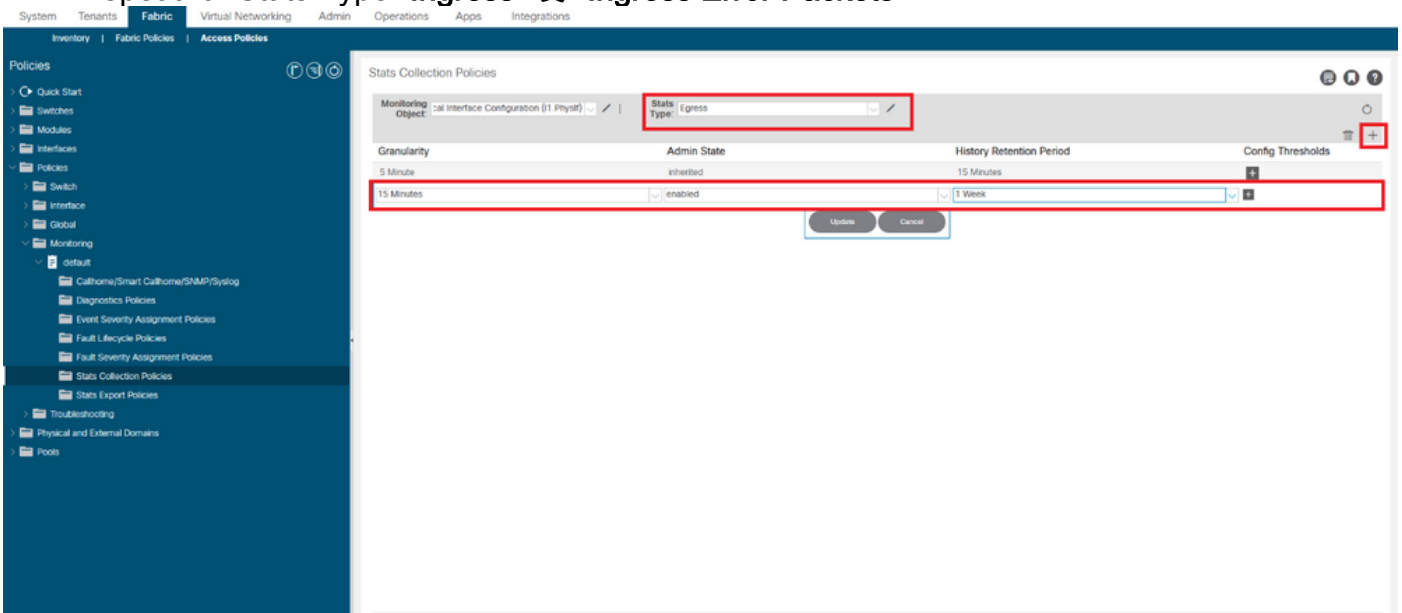 System Tenants Fabric Virtual Networking Admin Operations Apps Integrations
Inventory | Fabric Policies | Access Policies
Policies
Quick Start
Switches
Modules
Interfaces
Policies
Switch
Interface
Global
Monitoring
default
Callhome/Smart Callhome/SNMP/Syslog
Diagnostics Policies
Event Severity Assignment Policies
Fault Lifecycle Policies
Fault Severity Assignment Policies
Stats Collection Policies
Stats Export Policies
Troubleshooting
Physical and External Domains
Pools
Stats Collection Policies
Monitoring Object: cal Interface Configuration (l1.PhysIf) | Stats Type: Egress
Granularity Admin State History Retention Period Config Thresholds
5 Minute inherited 15 Minutes
15 Minutes enabled 1 Week
Update Cancel